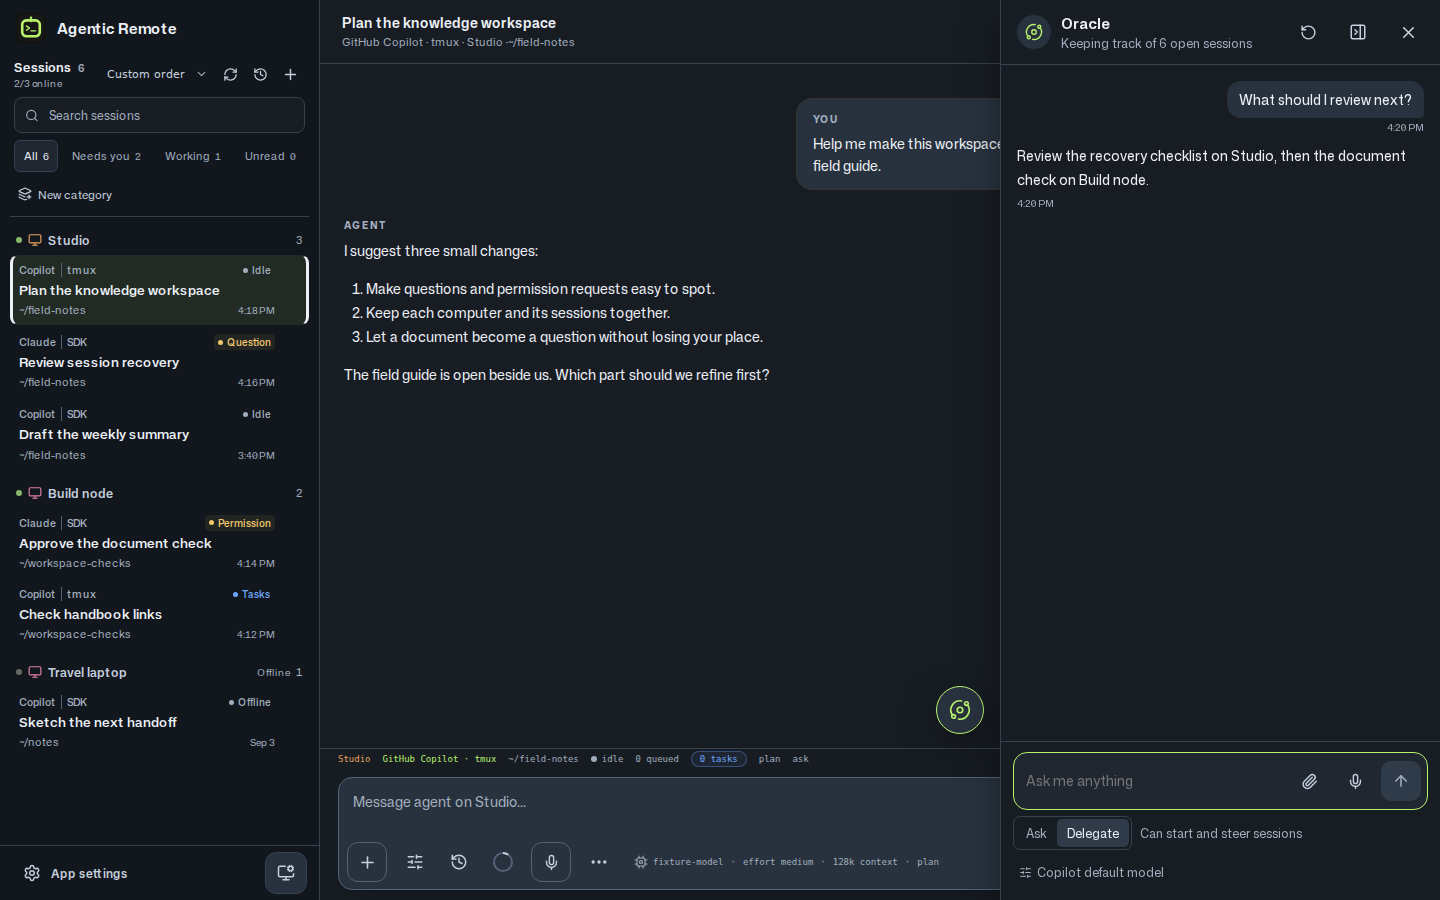 Agentic Remote
Sessions 6
2/3 online
Custom order
Search sessions
All 6
Needs you 2
Working 1
Unread 0
New category
Studio 3
Copilot | tmux
Idle
Plan the knowledge workspace
~/field-notes
4:18 PM
Claude | SDK
Question
Review session recovery
~/field-notes
4:16 PM
Copilot | SDK
Idle
Draft the weekly summary
~/field-notes
3:40 PM
Build node 2
Claude | SDK
Permission
Approve the document check
~/workspace-checks
4:14 PM
Copilot | tmux
Tasks
Check handbook links
~/workspace-checks
4:12 PM
Travel laptop
Offline 1
Copilot | SDK
Offline
Sketch the next handoff
~/notes
Sep 3
App settings
Plan the knowledge workspace
GitHub Copilot · tmux · Studio · ~/field-notes
YOU
Help me make this workspace
field guide.
AGENT
I suggest three small changes:
1. Make questions and permission requests easy to spot.
2. Keep each computer and its sessions together.
3. Let a document become a question without losing your place.
The field guide is open beside us. Which part should we refine first?
Studio GitHub Copilot · tmux ~/field-notes idle 0 queued 0 tasks plan ask
Message agent on Studio...
fixture-model · effort medium · 128k context · plan
Oracle
Keeping track of 6 open sessions
What should I review next?
4:20 PM
Review the recovery checklist on Studio, then the document
check on Build node.
4:20 PM
Ask me anything
Ask
Delegate
Can start and steer sessions
Copilot default model